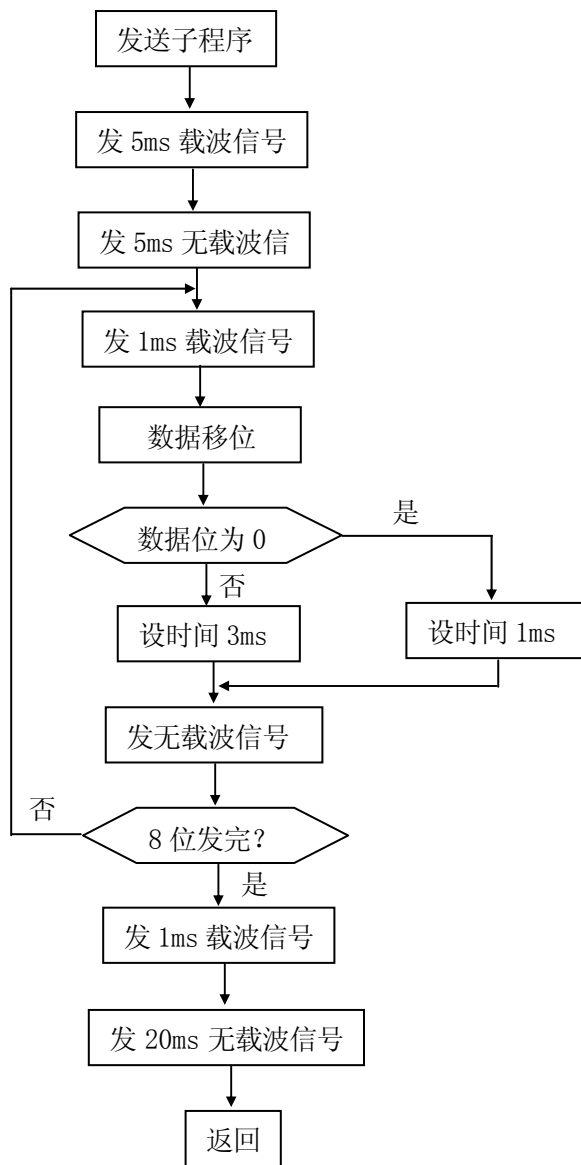 发送子程序
发 5ms 载波信号
发 5ms 无载波信
发 1ms 载波信号
数据移位
数据位为 0
是
否
设时间 3ms
设时间 1ms
发无载波信号
否
8 位发完？
是
发 1ms 载波信号
发 20ms 无载波信号
返回